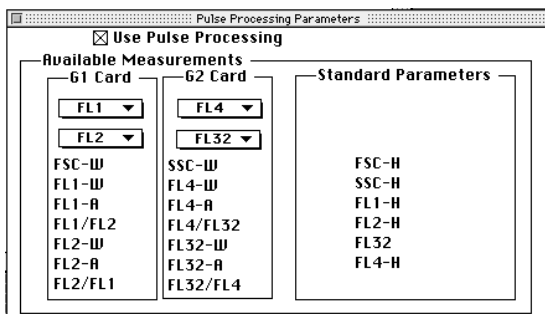 Pulse Processing Parameters
Use Pulse Processing
Available Measurements
G1 Card
FL1
FL2
FSC-W
FL1-W
FL1-A
FL1/FL2
FL2-W
FL2-A
FL2/FL1
G2 Card
FL4
FL32
SSC-W
FL4-W
FL4-A
FL4/FL32
FL32-W
FL32-A
FL32/FL4
Standard Parameters
FSC-H
SSC-H
FL1-H
FL2-H
FL32
FL4-H